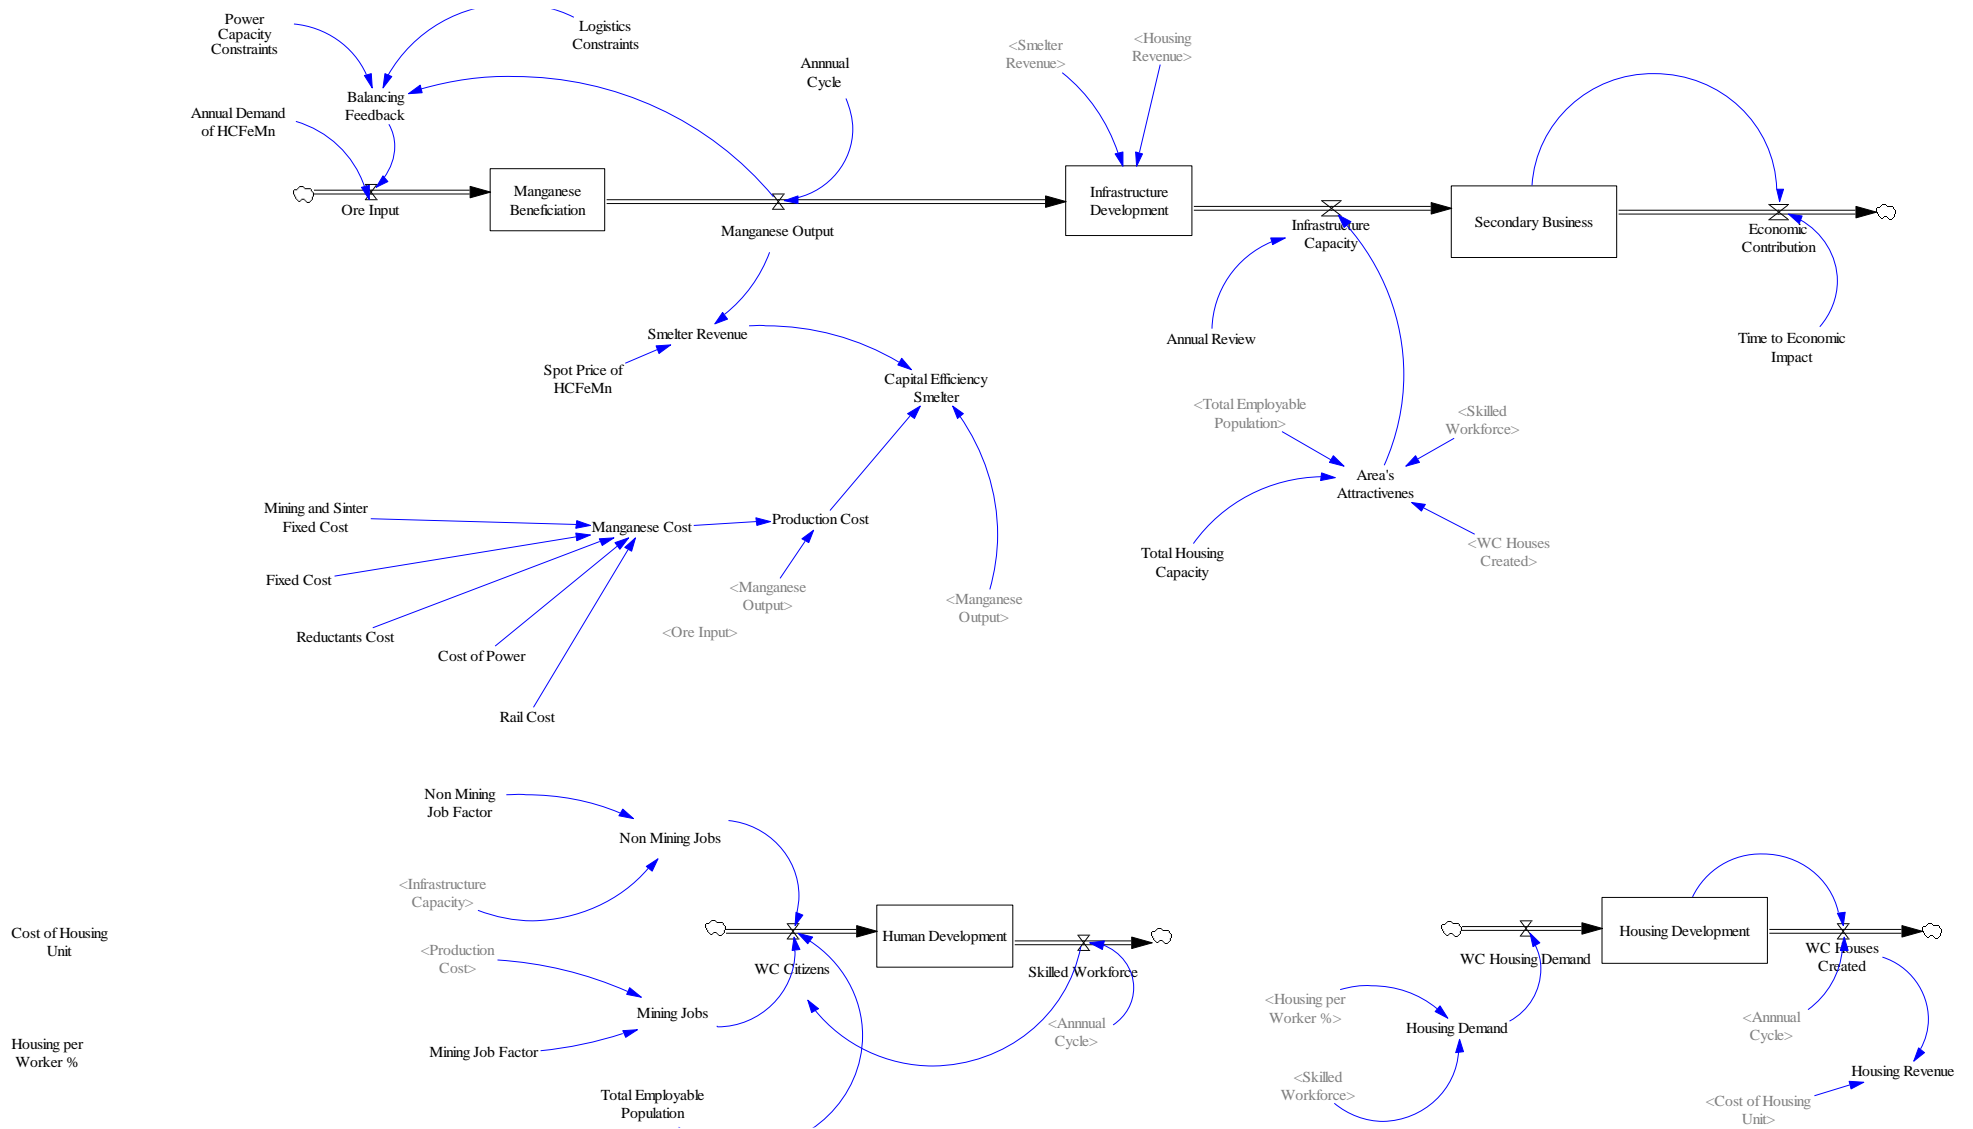 Power
Capacity
Constraints
Logistics
Constraints
<Smelter
Revenue>
<Housing
Revenue>
Annnual
Cycle
Balancing
Feedback
Annual Demand
of HCFeMn
Ore Input
Manganese
Beneficiation
Manganese Output
Infrastructure
Development
Infrastructure
Capacity
Secondary Business
Economic
Contribution
Smelter Revenue
Annual Review
Time to Economic
Impact
Spot Price of
HCFeMn
Capital Efficiency
Smelter
<Total Employable
Population>
<Skilled
Workforce>
Area's
Attractivenes
Mining and Sinter
Fixed Cost
Manganese Cost
Production Cost
Total Housing
Capacity
<WC Houses
Created>
Fixed Cost
<Manganese
Output>
<Manganese
Output>
<Ore Input>
Reductants Cost
Cost of Power
Rail Cost
Non Mining
Job Factor
Non Mining Jobs
<Infrastructure
Capacity>
Cost of Housing
Unit
<Production
Cost>
WC Citizens
Human Development
Skilled Workforce
WC Housing Demand
Housing Development
WC Houses
Created
Mining Jobs
<Annnual
Cycle>
<Housing per
Worker %>
Housing Demand
<Annnual
Cycle>
Housing per
Worker %
Mining Job Factor
Housing Revenue
Total Employable
Population
<Skilled
Workforce>
<Cost of Housing
Unit>